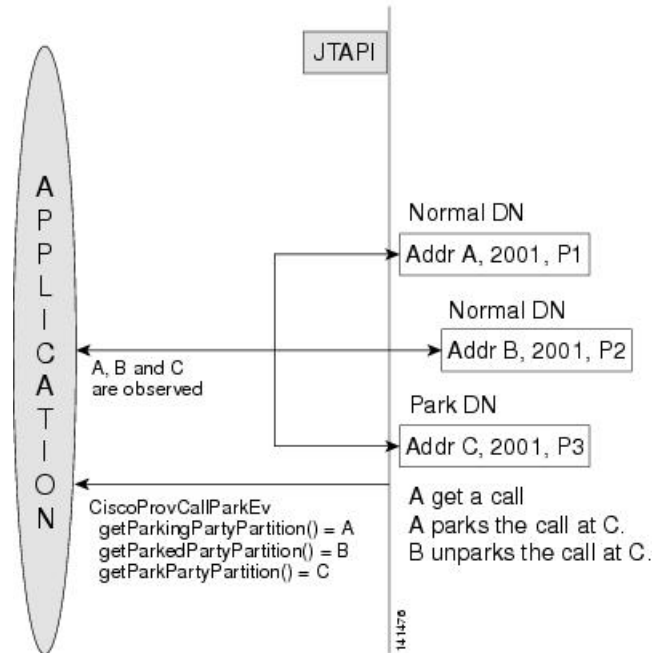 JTAPI
APPLICATION
Normal DN
Addr A, 2001, P1
Normal DN
Addr B, 2001, P2
A, B and C
are observed
Park DN
Addr C, 2001, P3
CiscoProvCallParkEv
getParkingPartyPartition() = A
getParkedPartyPartition() = B
getParkPartyPartition() = C
A get a call
A parks the call at C.
B unparks the call at C.
141476